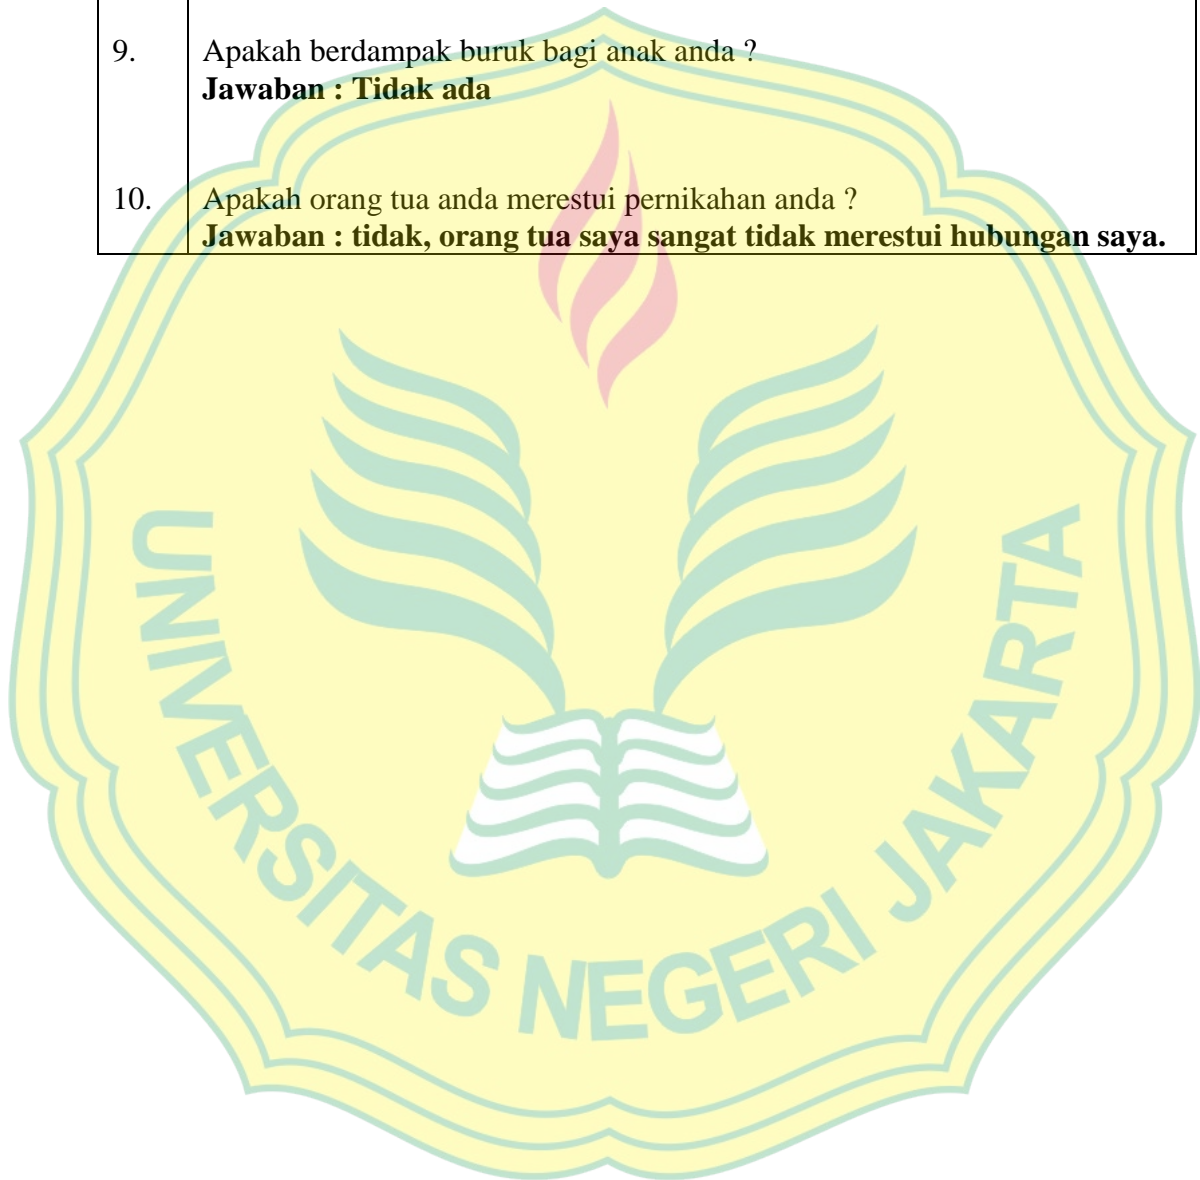 9. Apakah berdampak buruk bagi anak anda ?
Jawaban : Tidak ada
10. Apakah orang tua anda merestui pernikahan anda ?
Jawaban : tidak, orang tua saya sangat tidak merestui hubungan saya.
UNIVERSITAS NEGERI JAKARTA